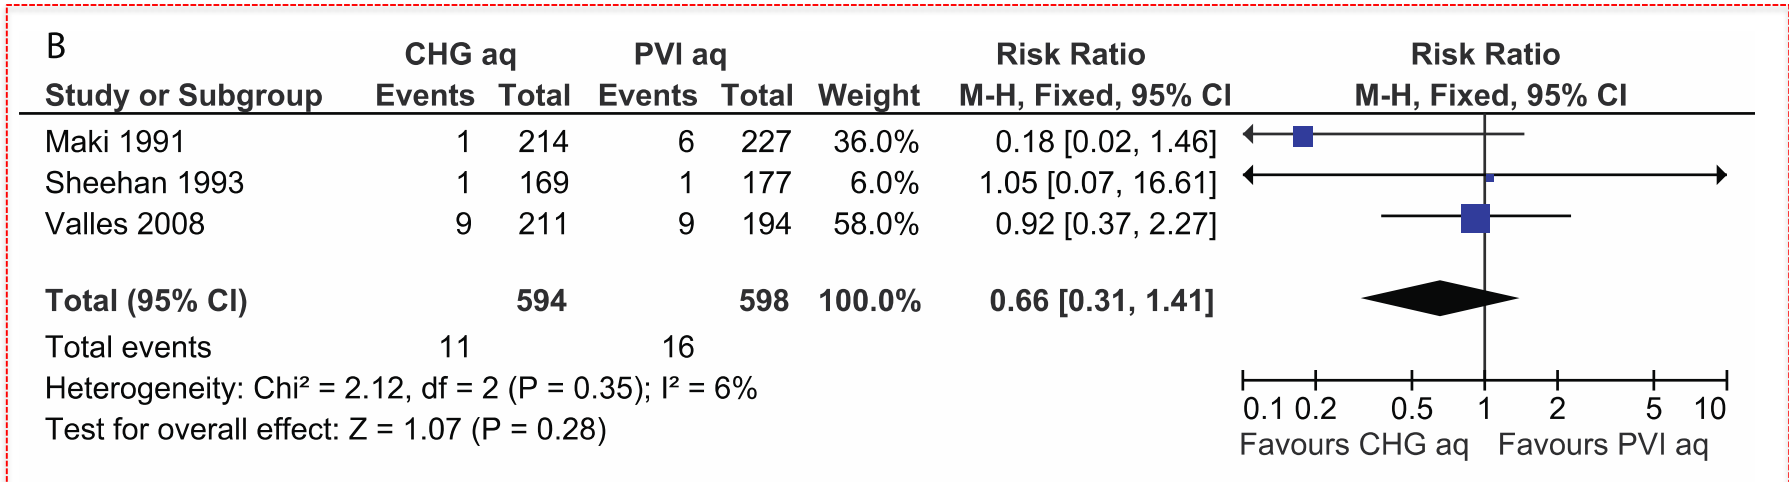 B
CHG aq PVI aq Risk Ratio Risk Ratio
Study or Subgroup Events Total Events Total Weight M-H, Fixed, 95% CI M-H, Fixed, 95% CI
Maki 1991 1 214 6 227 36.0% 0.18 [0.02, 1.46]
Sheehan 1993 1 169 1 177 6.0% 1.05 [0.07, 16.61]
Valles 2008 9 211 9 194 58.0% 0.92 [0.37, 2.27]
Total (95% CI) 594 598 100.0% 0.66 [0.31, 1.41]
Total events 11 16
Heterogeneity: Chi² = 2.12, df = 2 (P = 0.35); I² = 6%
Test for overall effect: Z = 1.07 (P = 0.28)
0.1 0.2 0.5 1 2 5 10
Favours CHG aq Favours PVI aq